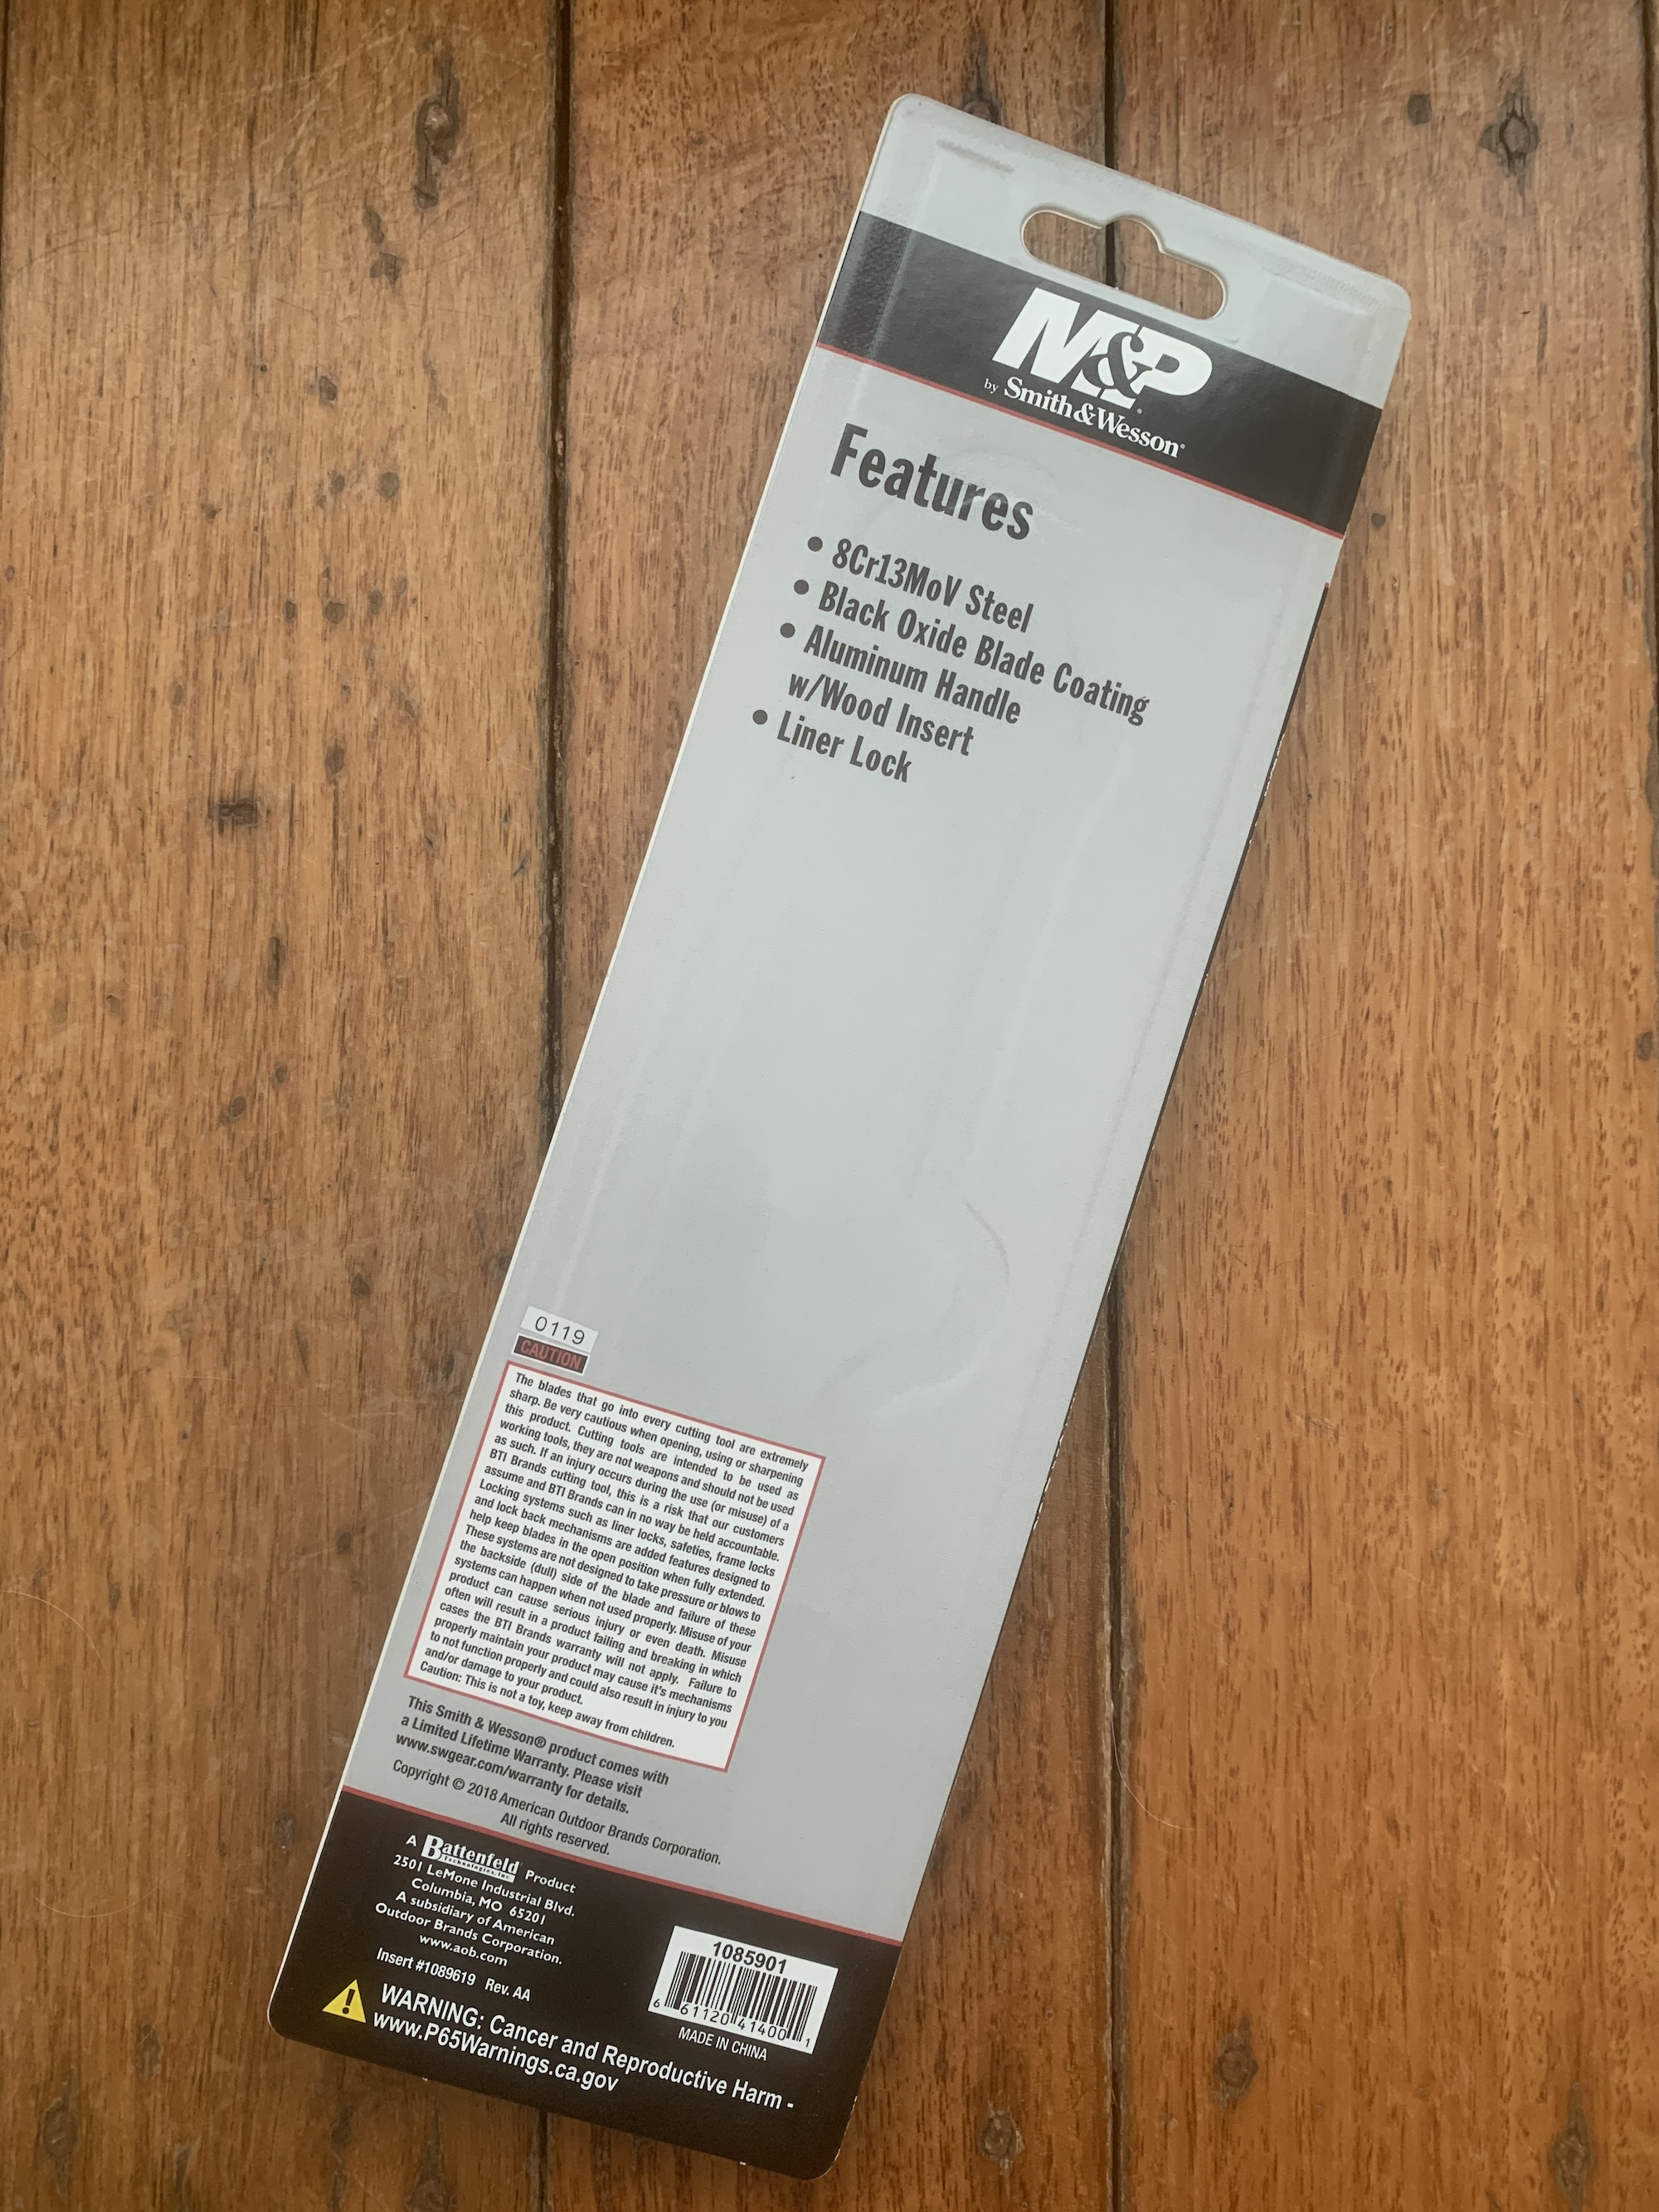 M&P®
by Smith&Wesson®
Features
• 8Cr13MoV Steel
• Black Oxide Blade Coating
• Aluminum Handle
w/Wood Insert
• Liner Lock
0119
CAUTION
The blades that go into every cutting tool are extremely
sharp. Be very cautious when opening, using or sharpening
this product. Cutting tools are intended to be used as
working tools, they are not weapons and should not be used
as such. If an injury occurs during the use (or misuse) of a
BTI Brands cutting tool, this is a risk that our customers
assume and BTI Brands can in no way be held accountable.
Locking systems such as liner locks, safeties, frame locks
and lock back mechanisms are added features designed to
help keep blades in the open position when fully extended.
These systems are not designed to take pressure or blows to
the backside (dull) side of the blade and failure of these
systems can happen when not used properly. Misuse of your
product can cause serious injury or even death. Misuse
often will result in a product failing and breaking in which
cases the BTI Brands warranty will not apply. Failure to
properly maintain your product may cause it's mechanisms
to not function properly and could also result in injury to you
and/or damage to your product.
Caution: This is not a toy, keep away from children.
This Smith & Wesson® product comes with
a Limited Lifetime Warranty. Please visit
www.swgear.com/warranty for details.
Copyright © 2018 American Outdoor Brands Corporation.
All rights reserved.
A Battenfeld Product
Technologies, Inc.
2501 LeMone Industrial Blvd.
Columbia, MO 65201
A subsidiary of American
Outdoor Brands Corporation.
www.aob.com
Insert #1089619 Rev. AA
1085901
6 61120 41400 1
MADE IN CHINA
WARNING: Cancer and Reproductive Harm -
www.P65Warnings.ca.gov